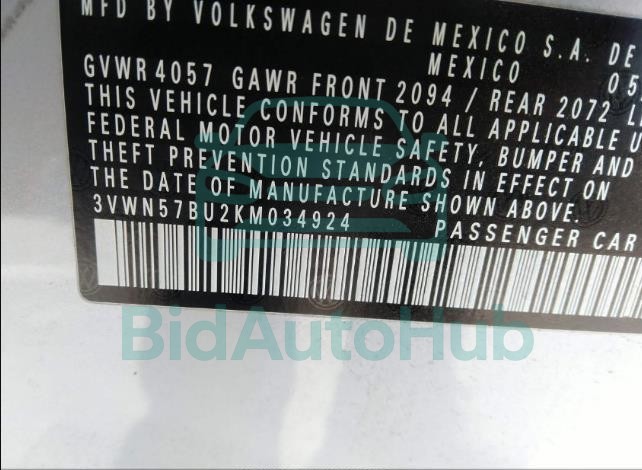 MFD BY VOLKSWAGEN DE MEXICO S.A. DE
MEXICO 05
GVWR 4057 GAWR FRONT 2094 / REAR 2072 L
THIS VEHICLE CONFORMS TO ALL APPLICABLE U
FEDERAL MOTOR VEHICLE SAFETY, BUMPER AND
THEFT PREVENTION STANDARDS IN EFFECT ON
THE DATE OF MANUFACTURE SHOWN ABOVE.
3VWN57BU2KM034924 PASSENGER CAR
BidAutoHub